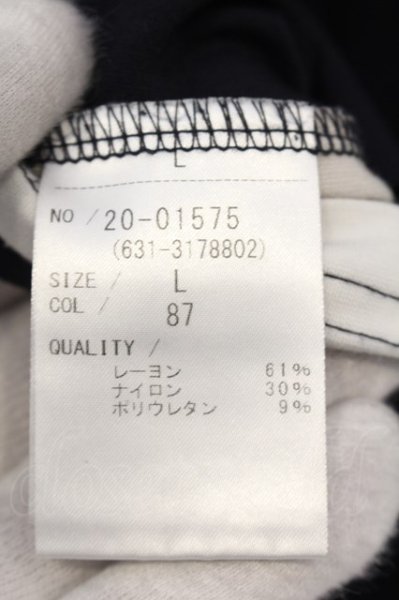 L
NO / 20-01575
(631-3178802)
SIZE / L
COL / 87
QUALITY /
レーヨン 61%
ナイロン 30%
ポリウレタン 9%